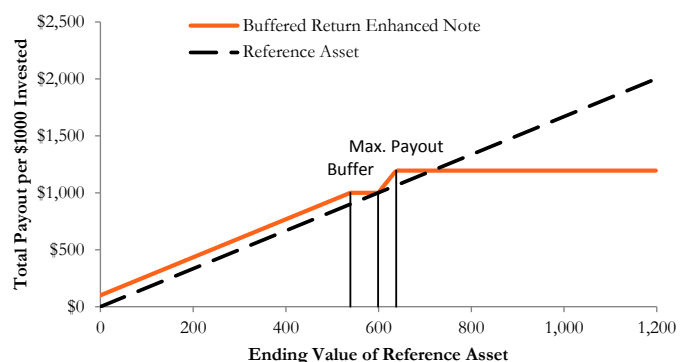 $2,500
$2,000
$1,500
$1,000
$500
$0
Total Payout per $1000 Invested
Buffered Return Enhanced Note
Reference Asset
Max. Payout
Buffer
0 200 400 600 800 1,000 1,200
Ending Value of Reference Asset